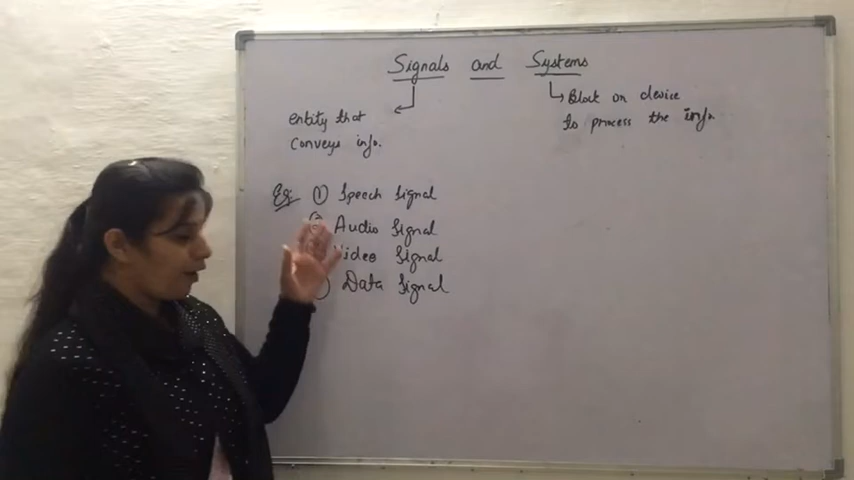 Signals and Systems
entity that
conveys info.
Block or device
to process the info.
Eg: ① Speech Signal
② Audio Signal
Video Signal
Data Signal